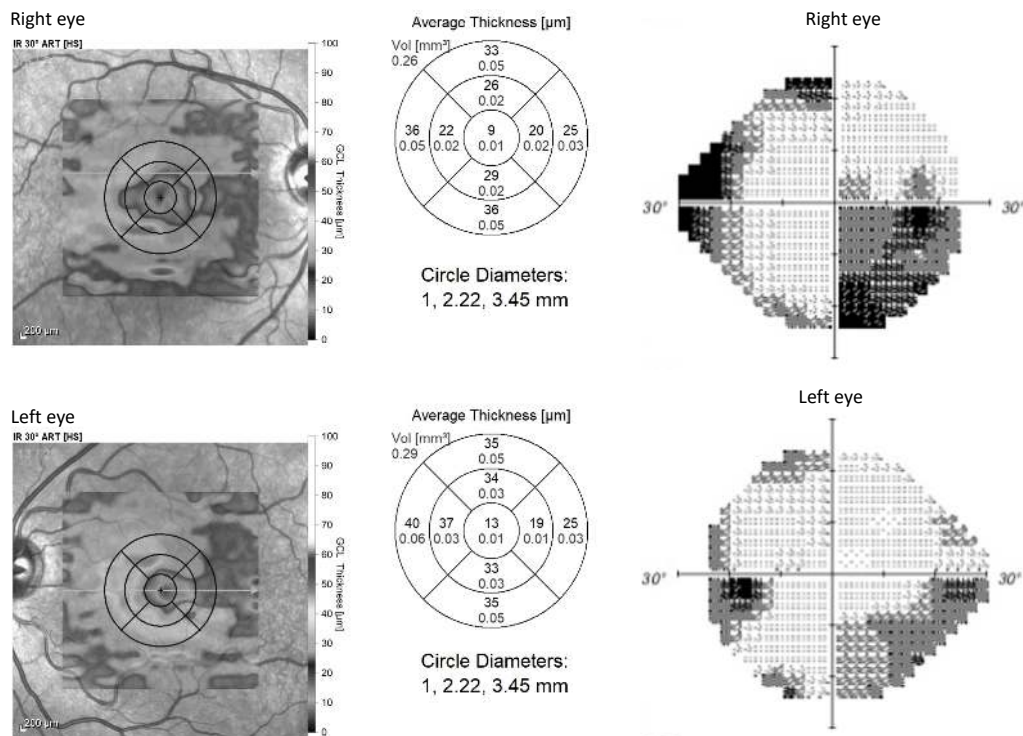 Right eye
IR 30° ART [HS]
100
90
80
70
60
50
40
30
20
10
0
GCL Thickness [µm]
200 µm
Average Thickness [µm]
Vol [mm³]
0.26
33
0.05
26
0.02
36 22 9 20 25
0.05 0.02 0.01 0.02 0.03
29
0.02
36
0.05
Circle Diameters:
1, 2.22, 3.45 mm
Right eye
30°
30°
Left eye
IR 30° ART [HS]
100
90
80
70
60
50
40
30
20
10
0
GCL Thickness [µm]
200 µm
Average Thickness [µm]
Vol [mm³]
0.29
35
0.05
34
0.03
40 37 13 19 25
0.06 0.03 0.01 0.01 0.03
33
0.03
35
0.05
Circle Diameters:
1, 2.22, 3.45 mm
Left eye
30°
30°